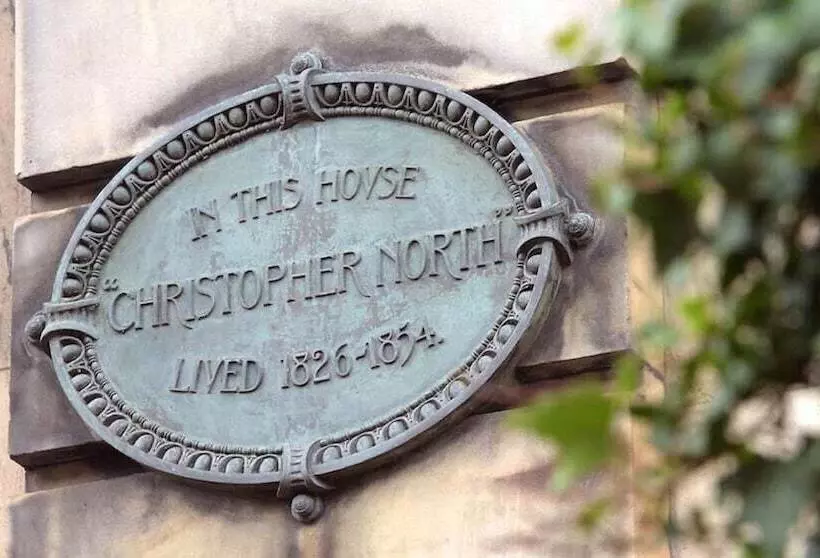 IN THIS HOVSE
"CHRISTOPHER NORTH"
LIVED 1826-1854.